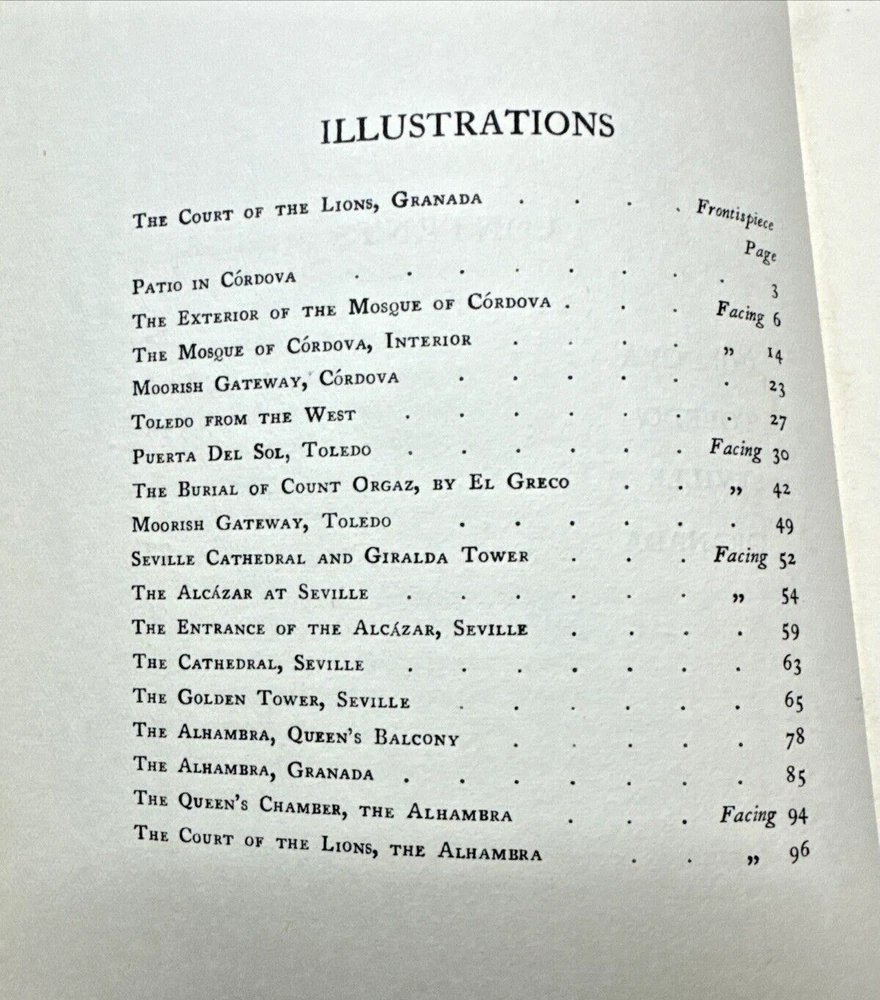 ILLUSTRATIONS
The Court of the Lions, Granada . . . . Frontispiece
Page
Patio in Córdova . . . . . . . . 3
The Exterior of the Mosque of Córdova . . . Facing 6
The Mosque of Córdova, Interior . . . . „ 14
Moorish Gateway, Córdova . . . . . . 23
Toledo from the West . . . . . . . 27
Puerta Del Sol, Toledo . . . . . . Facing 30
The Burial of Count Orgaz, by El Greco . . „ 42
Moorish Gateway, Toledo . . . . . . 49
Seville Cathedral and Giralda Tower . . . Facing 52
The Alcázar at Seville . . . . . . „ 54
The Entrance of the Alcázar, Seville . . . . 59
The Cathedral, Seville . . . . . . . 63
The Golden Tower, Seville . . . . . . 65
The Alhambra, Queen's Balcony . . . . . 78
The Alhambra, Granada . . . . . . . 85
The Queen's Chamber, the Alhambra . . . Facing 94
The Court of the Lions, the Alhambra . . „ 96